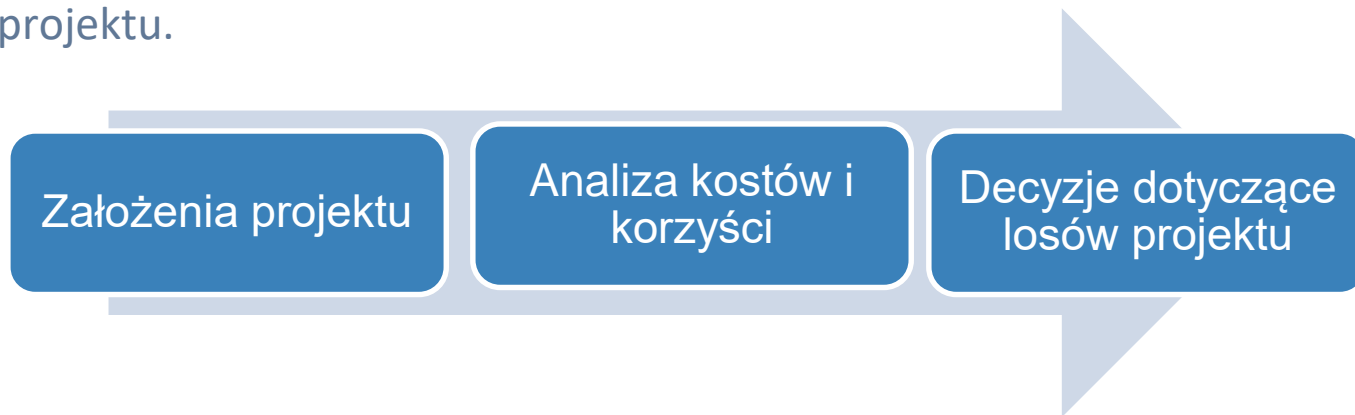 projektu.
Założenia projektu
Analiza kostów i
korzyści
Decyzje dotyczące
losów projektu